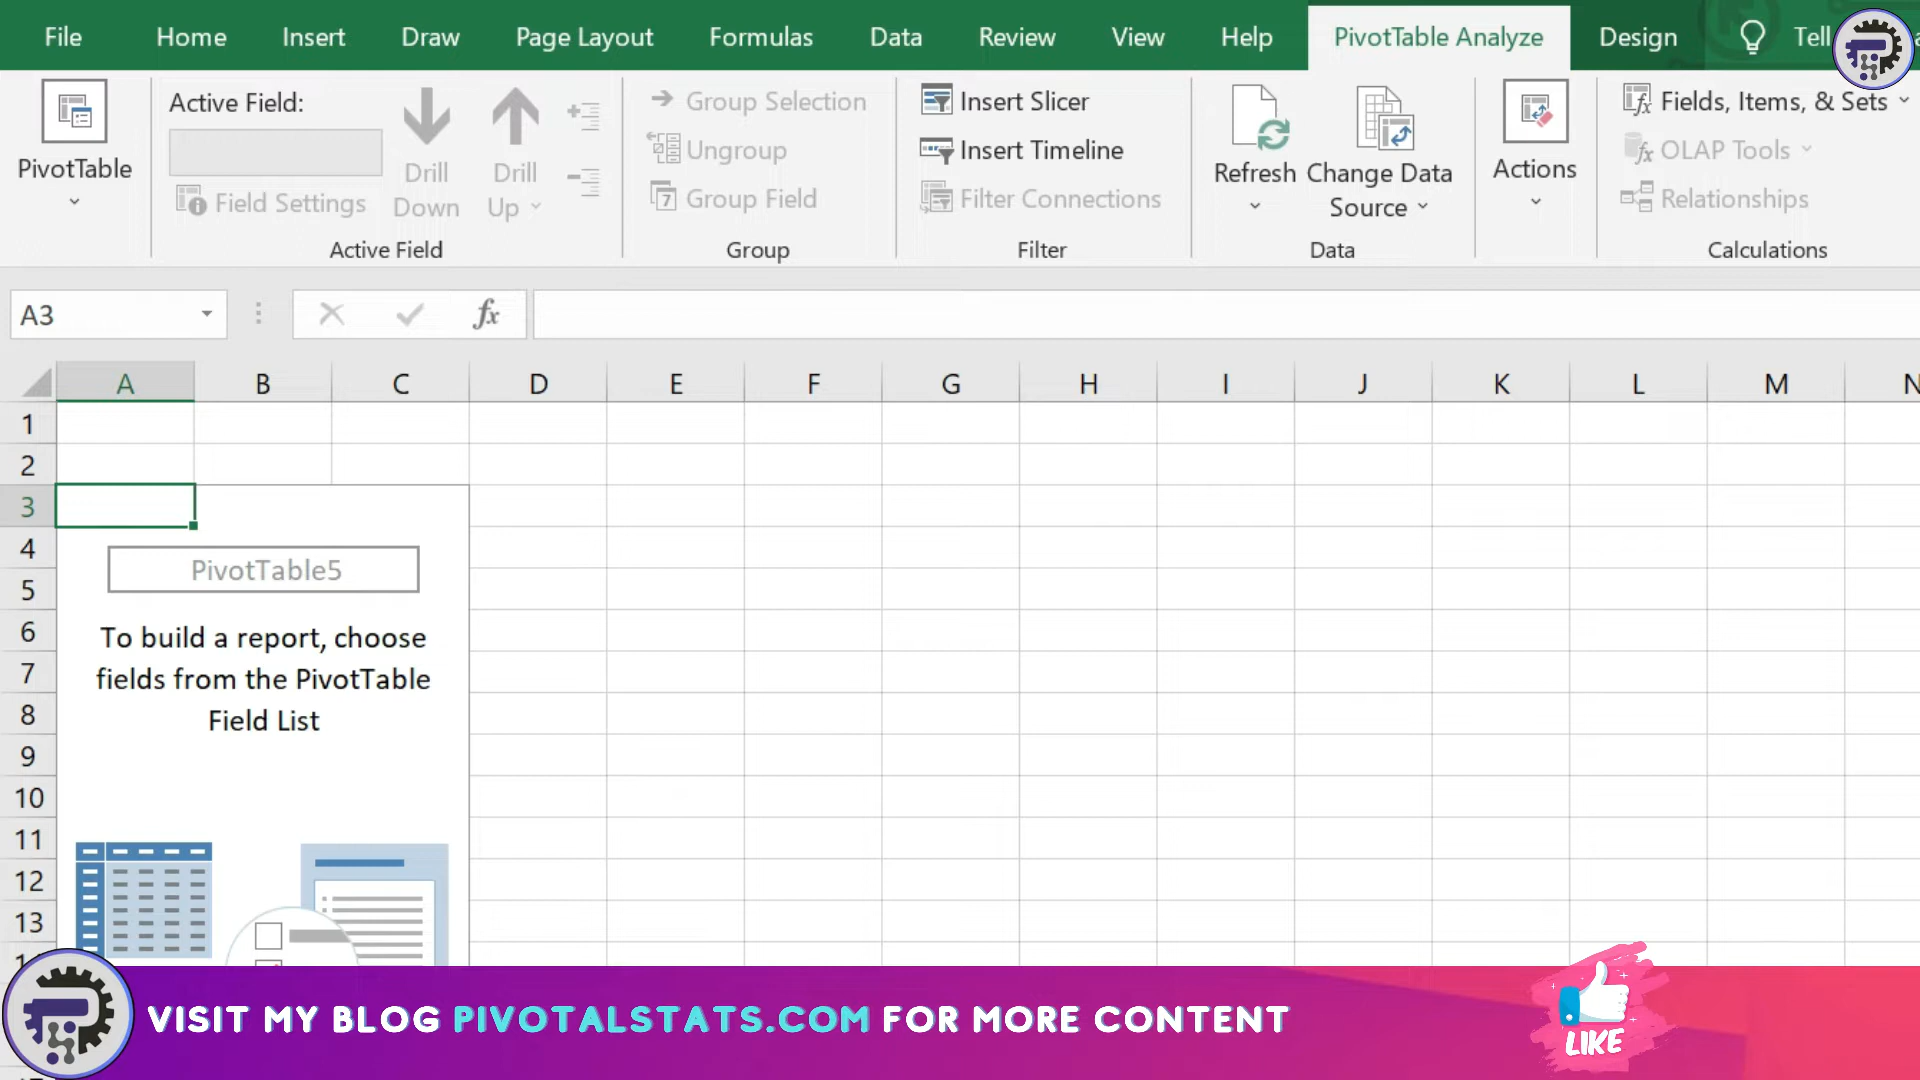 File Home Insert Draw Page Layout Formulas Data Review View Help PivotTable Analyze Design Tell
PivotTable
Active Field:
Field Settings
Drill Down
Drill Up
Active Field
Group Selection
Ungroup
Group Field
Group
Insert Slicer
Insert Timeline
Filter Connections
Filter
Refresh
Change Data Source
Data
Actions
Fields, Items, & Sets
OLAP Tools
Relationships
Calculations
A3
fx
A B C D E F G H I J K L M N
1
2
3
4
PivotTable5
5
6
To build a report, choose
7
fields from the PivotTable
8
Field List
9
10
11
12
13
VISIT MY BLOG PIVOTALSTATS.COM FOR MORE CONTENT
LIKE